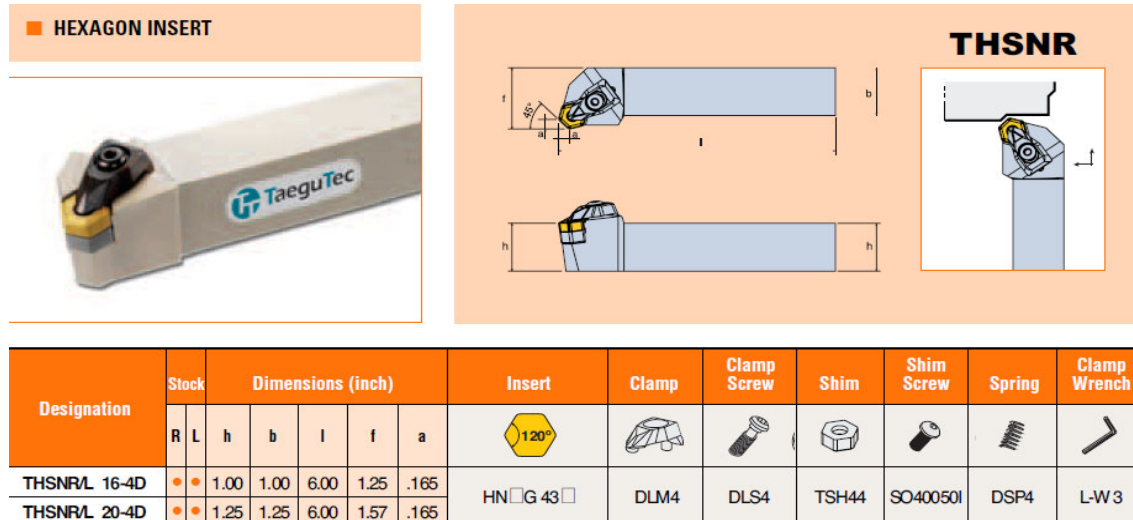 HEXAGON INSERT
THSNR
TaeguTec
f
45°
a
a
l
b
h
h
Designation
Stock
Dimensions (inch)
Insert
Clamp
Clamp Screw
Shim
Shim Screw
Spring
Clamp Wrench
R L h b l f a
120°
THSNR/L 16-4D • • 1.00 1.00 6.00 1.25 .165
HN□G 43□ DLM4 DLS4 TSH44 SO40050I DSP4 L-W 3
THSNR/L 20-4D • • 1.25 1.25 6.00 1.57 .165